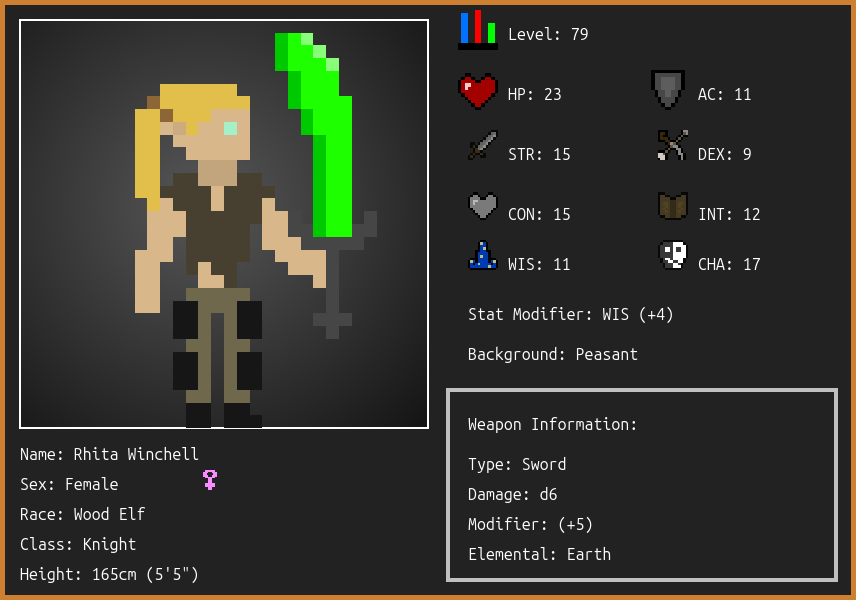 Level: 79
HP: 23
AC: 11
STR: 15
DEX: 9
CON: 15
INT: 12
WIS: 11
CHA: 17
Stat Modifier: WIS (+4)
Background: Peasant
Weapon Information:
Type: Sword
Damage: d6
Modifier: (+5)
Elemental: Earth
Name: Rhita Winchell
Sex: Female
Race: Wood Elf
Class: Knight
Height: 165cm (5'5")